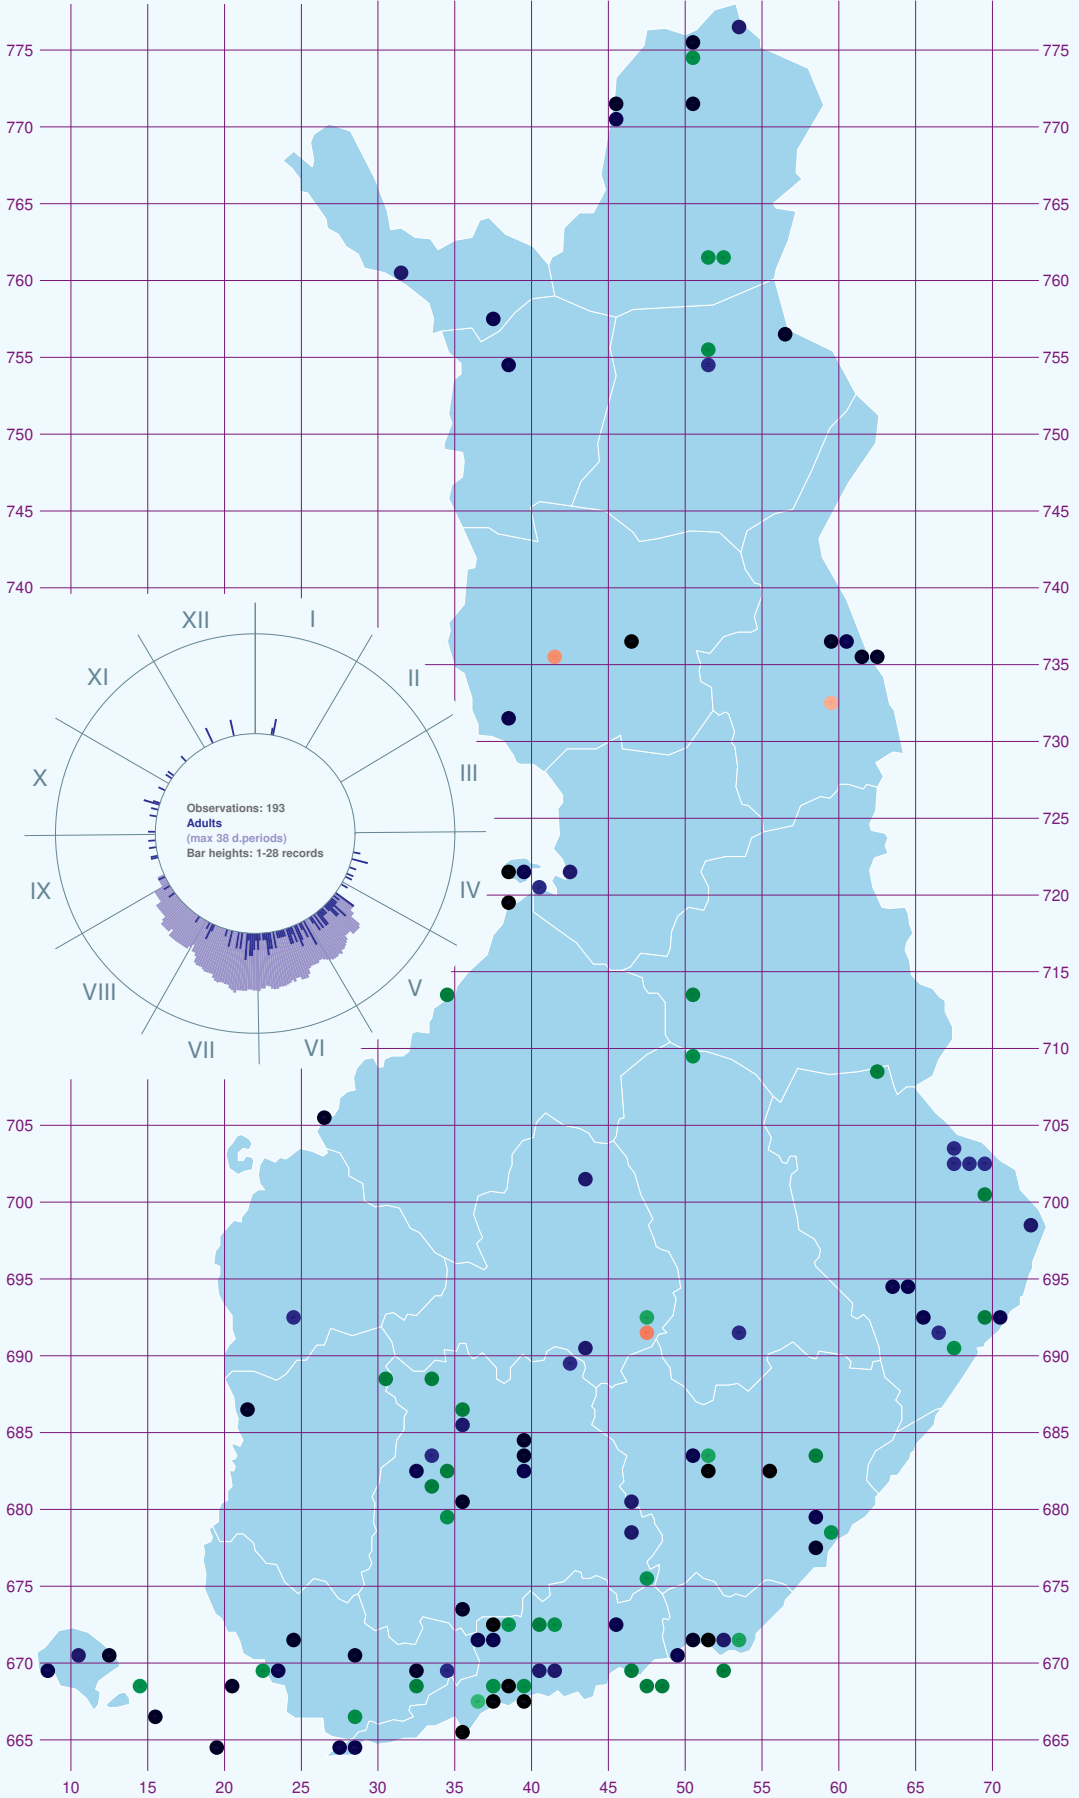 775 775
770 770
765 765
760 760
755 755
750 750
745 745
740 740
XII I
XI II
735 735
730
X III
Observations: 193
Adults
(max 38 d.periods)
Bar heights: 1-28 records
725
IX IV
720
715
VIII V
VII VI
710
705 705
700 700
695 695
690 690
685 685
680 680
675 675
670 670
665 665
10 15 20 25 30 35 40 45 50 55 60 65 70